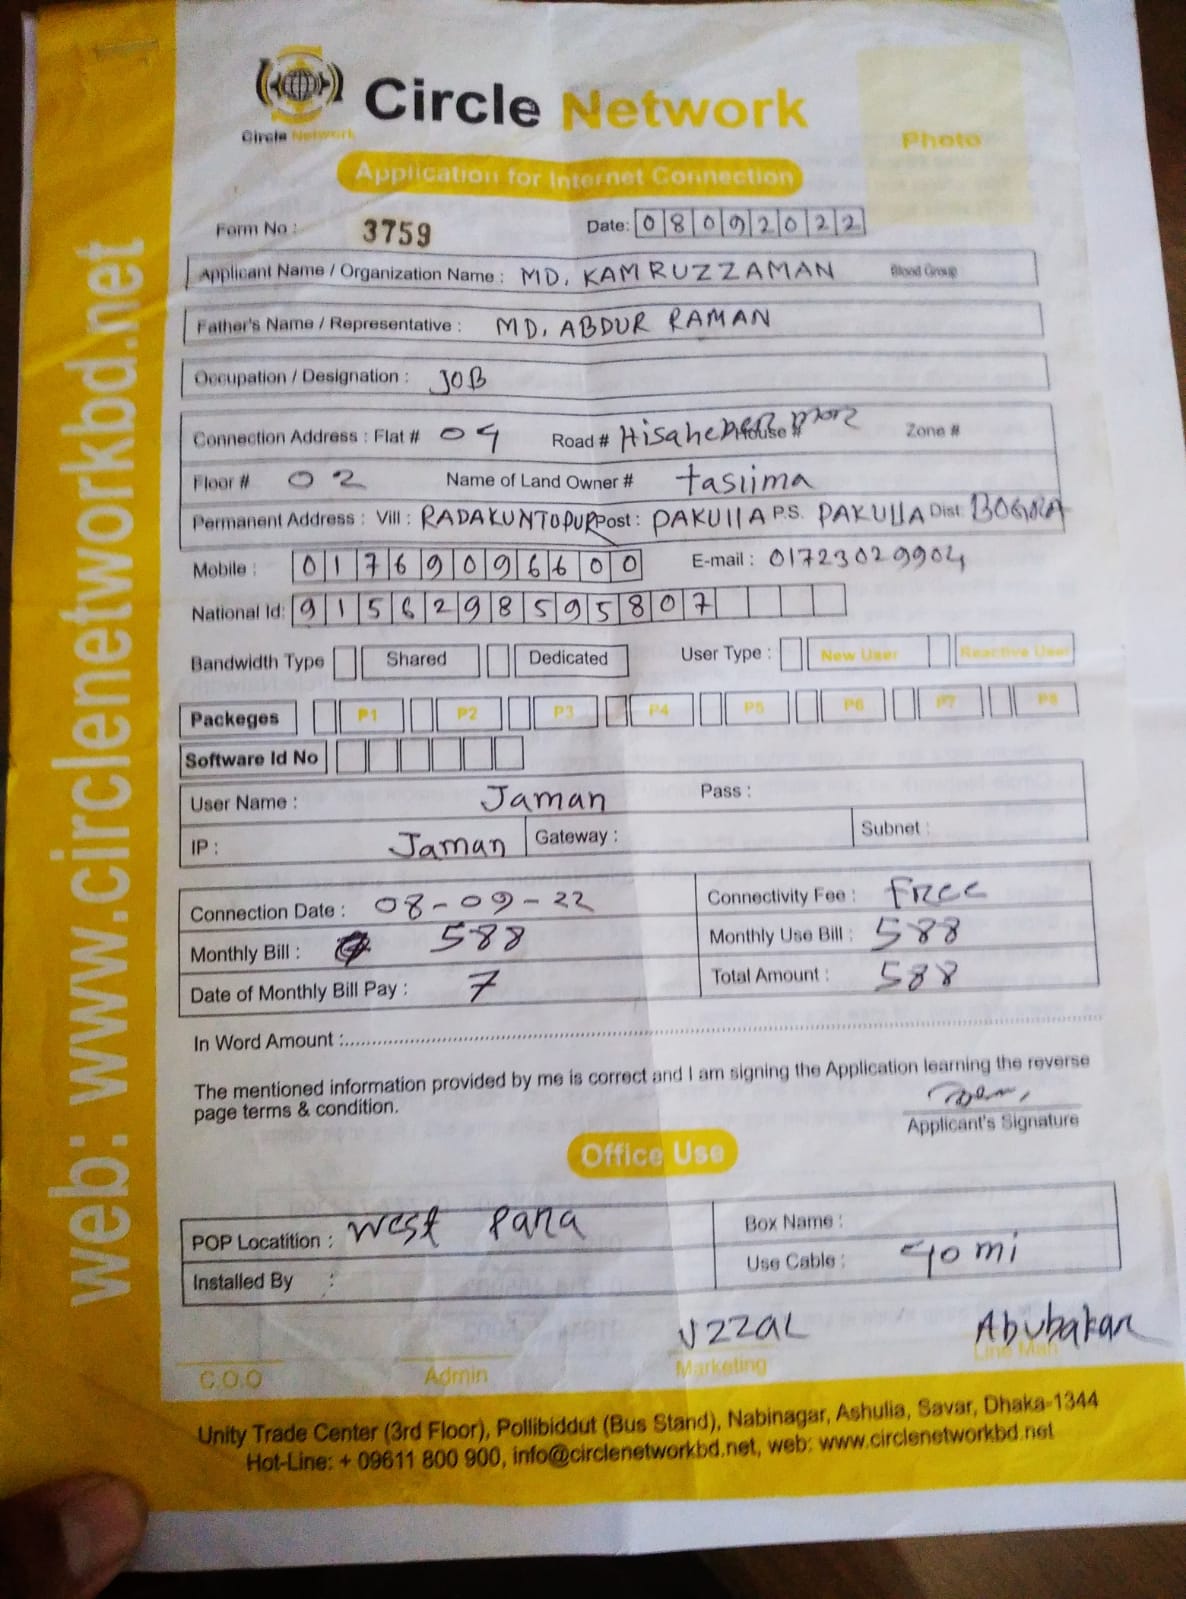 web: www.circlenetworkbd.net
Circle Network
Circle Network
Photo
Application for Internet Connection
Form No : 3759 Date: 08092022
Applicant Name / Organization Name : MD. KAMRUZZAMAN Blood Group
Father's Name / Representative : MD. ABDUR RAMAN
Occupation / Designation : JOB
Connection Address : Flat # 04 Road # House # Zone #
Floor # 02 Name of Land Owner # taslima
Permanent Address : Vill : RADAKUNTOPUR Post : PAKUllA P.S. PAKUllA Dist BOGRA
Mobile : 01769096600 E-mail : 01723029904
National Id: 9156298595807
Bandwidth Type Shared Dedicated User Type : New User Reactive User
Packeges P1 P2 P3 P4 P5 P6 P7 P8
Software Id No
User Name : Jaman Pass :
IP : Jaman Gateway : Subnet :
Connection Date : 08-09-22 Connectivity Fee : Free
Monthly Bill : 588 Monthly Use Bill : 588
Date of Monthly Bill Pay : 7 Total Amount : 588
In Word Amount :
The mentioned information provided by me is correct and I am signing the Application learning the reverse
page terms & condition.
Applicant's Signature
Office Use
POP Locatition : West Para Box Name :
Installed By : Use Cable : 40 mi
UzzaL Abubakar
C.O.O Admin Marketing Line Man
Unity Trade Center (3rd Floor), Pollibiddut (Bus Stand), Nabinagar, Ashulia, Savar, Dhaka-1344
Hot-Line: + 09611 800 900, info@circlenetworkbd.net, web: www.circlenetworkbd.net